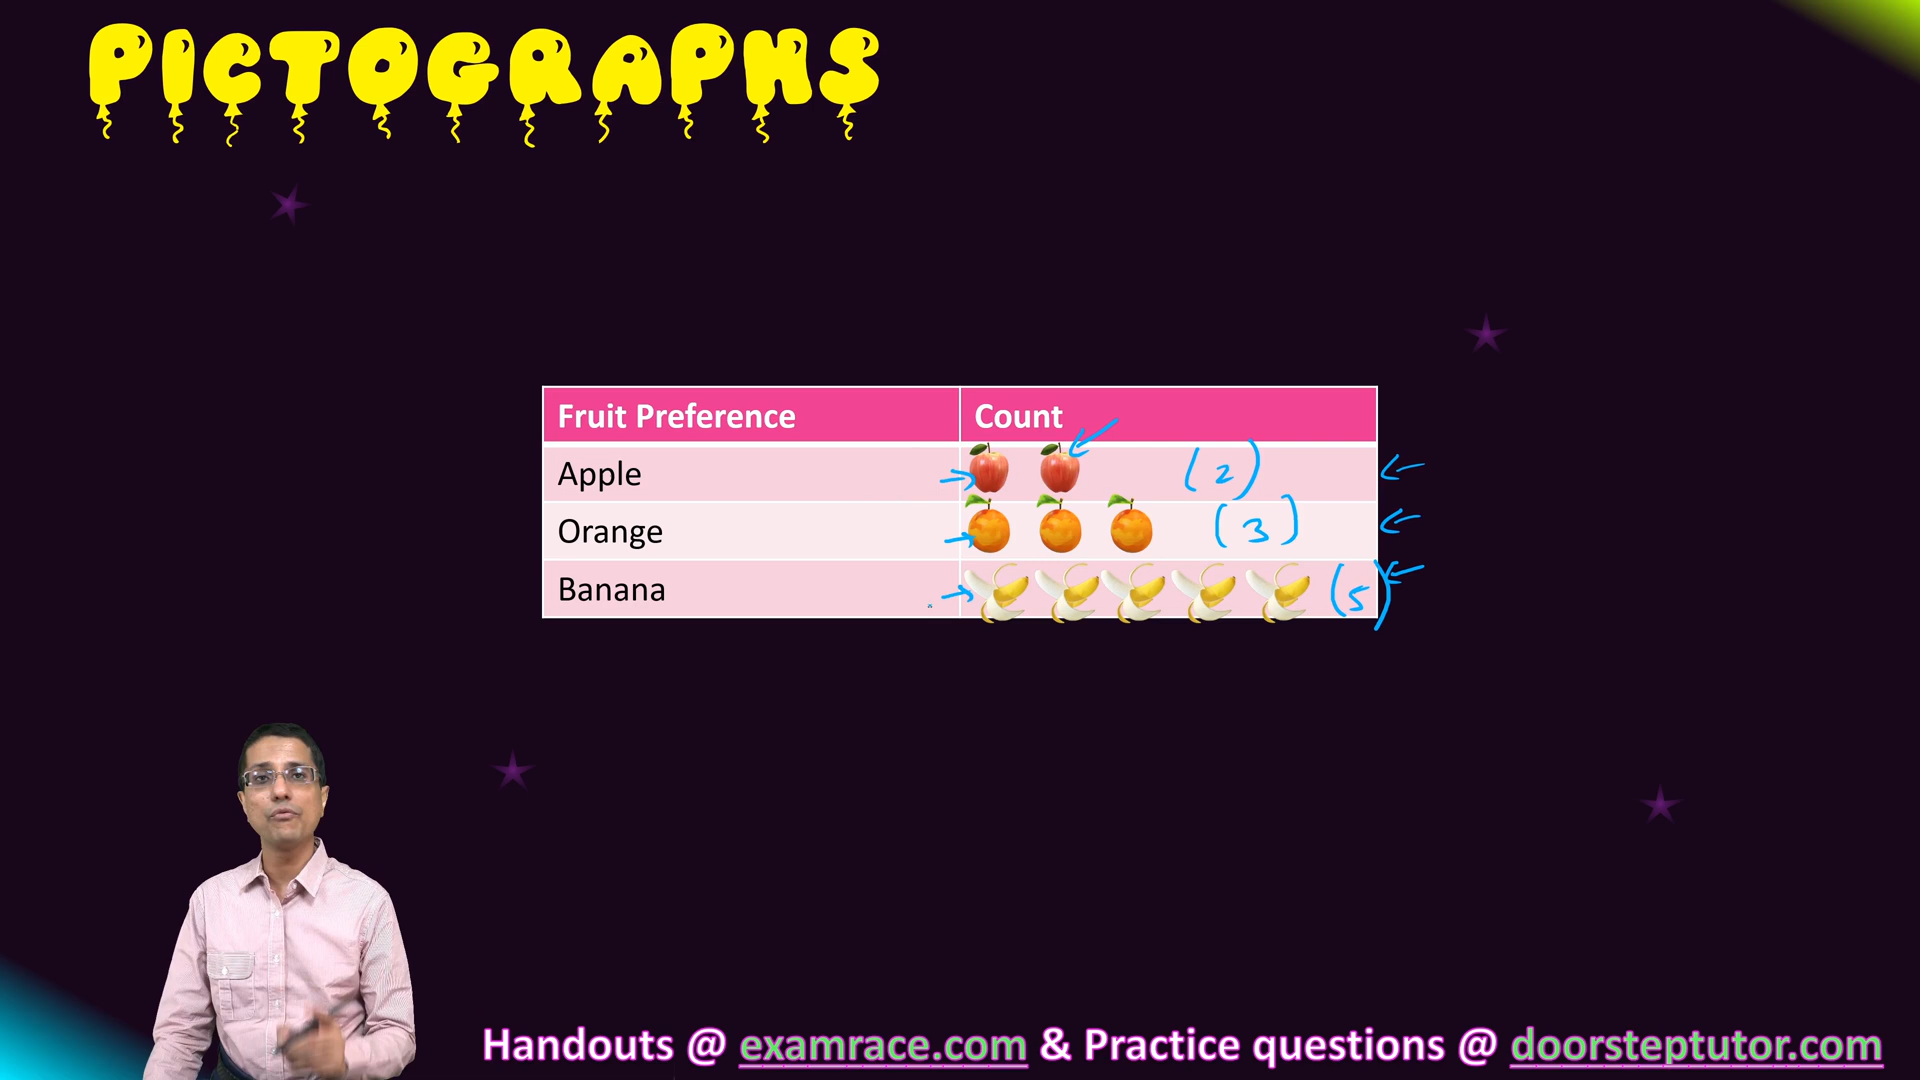 PICTOGRAPHS
Fruit Preference Count
Apple (2)
Orange (3)
Banana (5)
Handouts @ examrace.com & Practice questions @ doorsteptutor.com